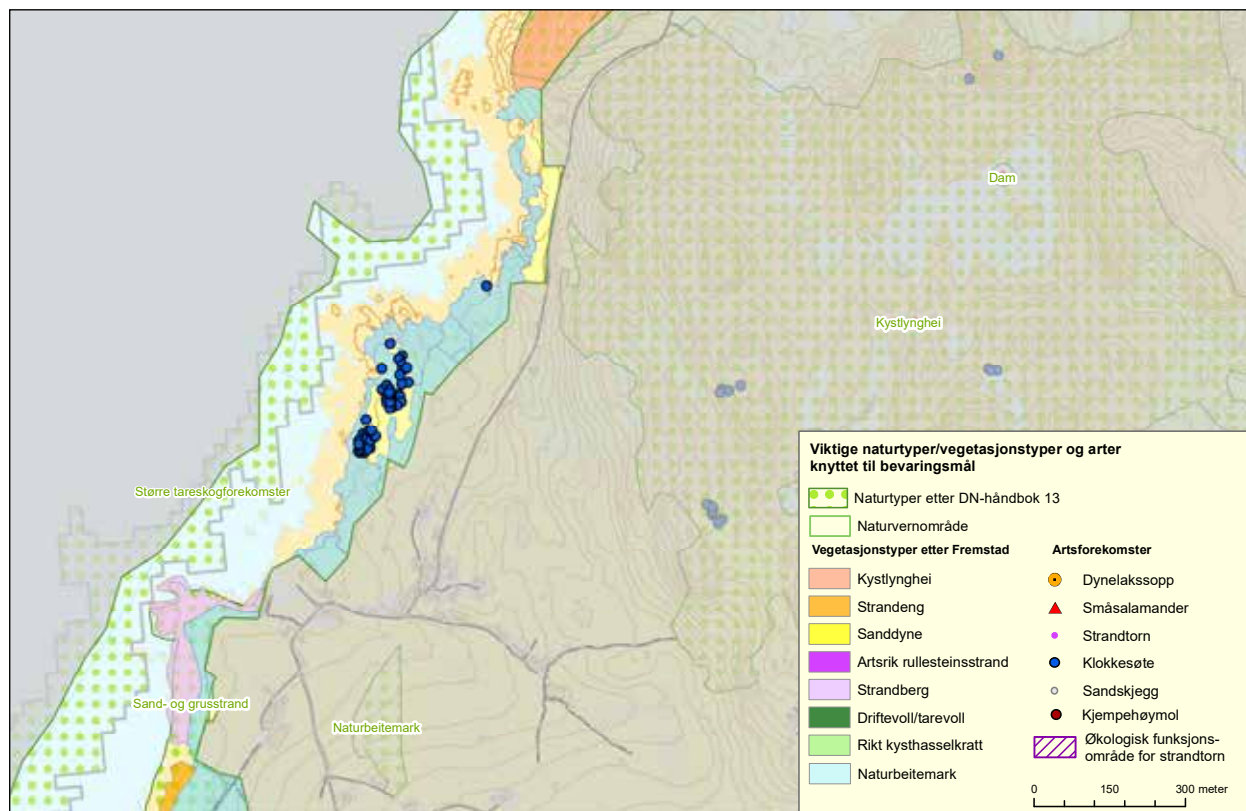 Dam
Kystlynghei
Større tareskogforekomster
Sand- og grusstrand
Naturbeitemark
Viktige naturtyper/vegetasjonstyper og arter
knyttet til bevaringsmål
Naturtyper etter DN-håndbok 13
Naturvernområde
Vegetasjonstyper etter Fremstad
Kystlynghei
Strandeng
Sanddyne
Artsrik rullesteinsstrand
Strandberg
Driftevoll/tarevoll
Rikt kysthasselkratt
Naturbeitemark
Artsforekomster
Dynelakssopp
Småsalamander
Strandtorn
Klokkesøte
Sandskjegg
Kjempehøymol
Økologisk funksjons-
område for strandtorn
0 150 300 meter